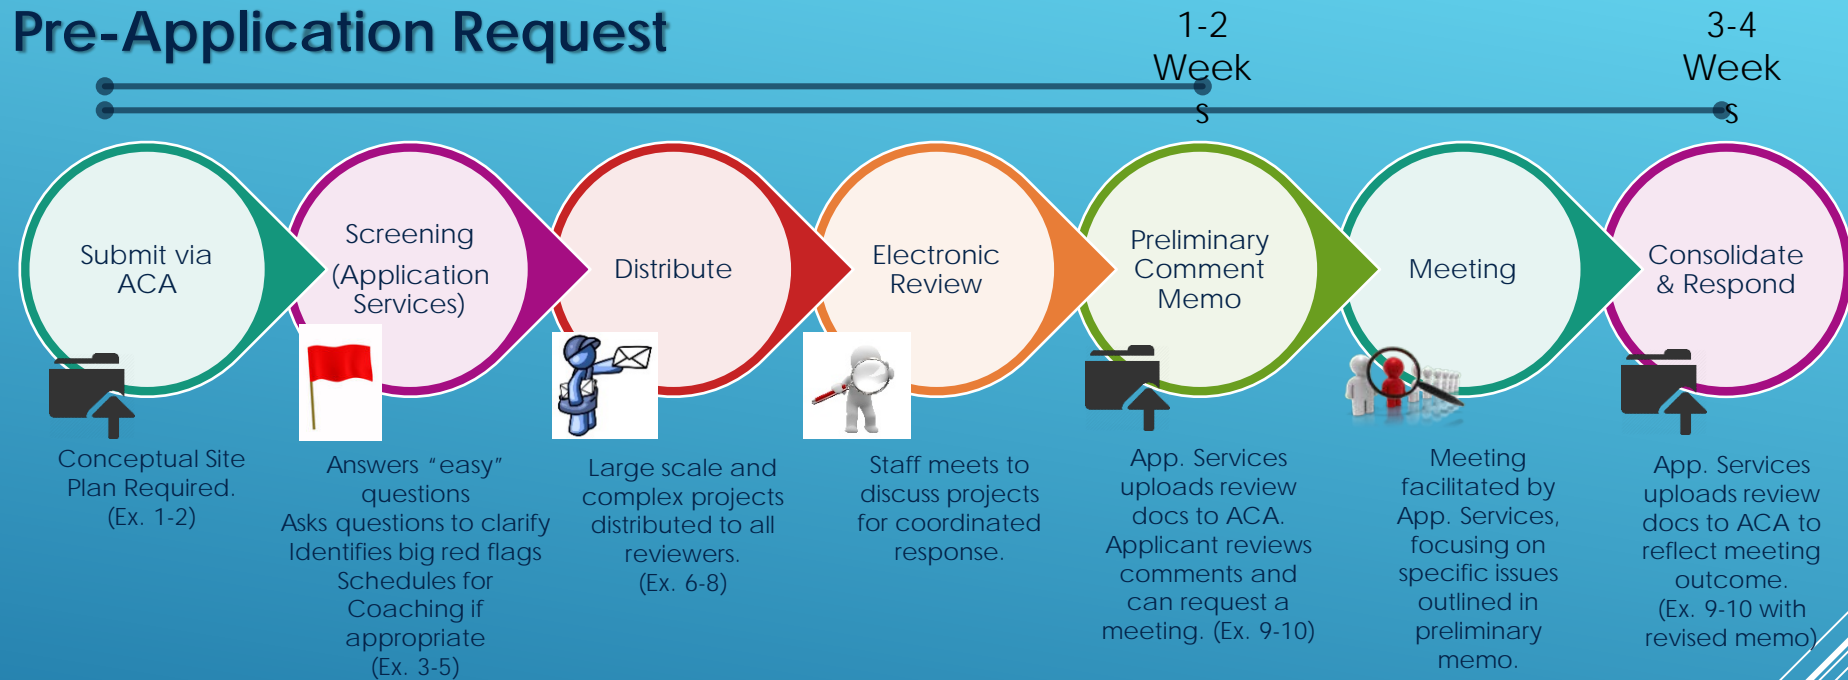 Pre-Application Request
1-2
Week
s
3-4
Week
s
Submit via
ACA
Screening
(Application
Services)
Distribute
Electronic
Review
Preliminary
Comment
Memo
Meeting
Consolidate
& Respond
Conceptual Site
Plan Required.
(Ex. 1-2)
Answers “easy”
questions
Asks questions to clarify
Identifies big red flags
Schedules for
Coaching if
appropriate
(Ex. 3-5)
Large scale and
complex projects
distributed to all
reviewers.
(Ex. 6-8)
Staff meets to
discuss projects
for coordinated
response.
App. Services
uploads review
docs to ACA.
Applicant reviews
comments and
can request a
meeting. (Ex. 9-10)
Meeting
facilitated by
App. Services,
focusing on
specific issues
outlined in
preliminary
memo.
App. Services
uploads review
docs to ACA to
reflect meeting
outcome.
(Ex. 9-10 with
revised memo)